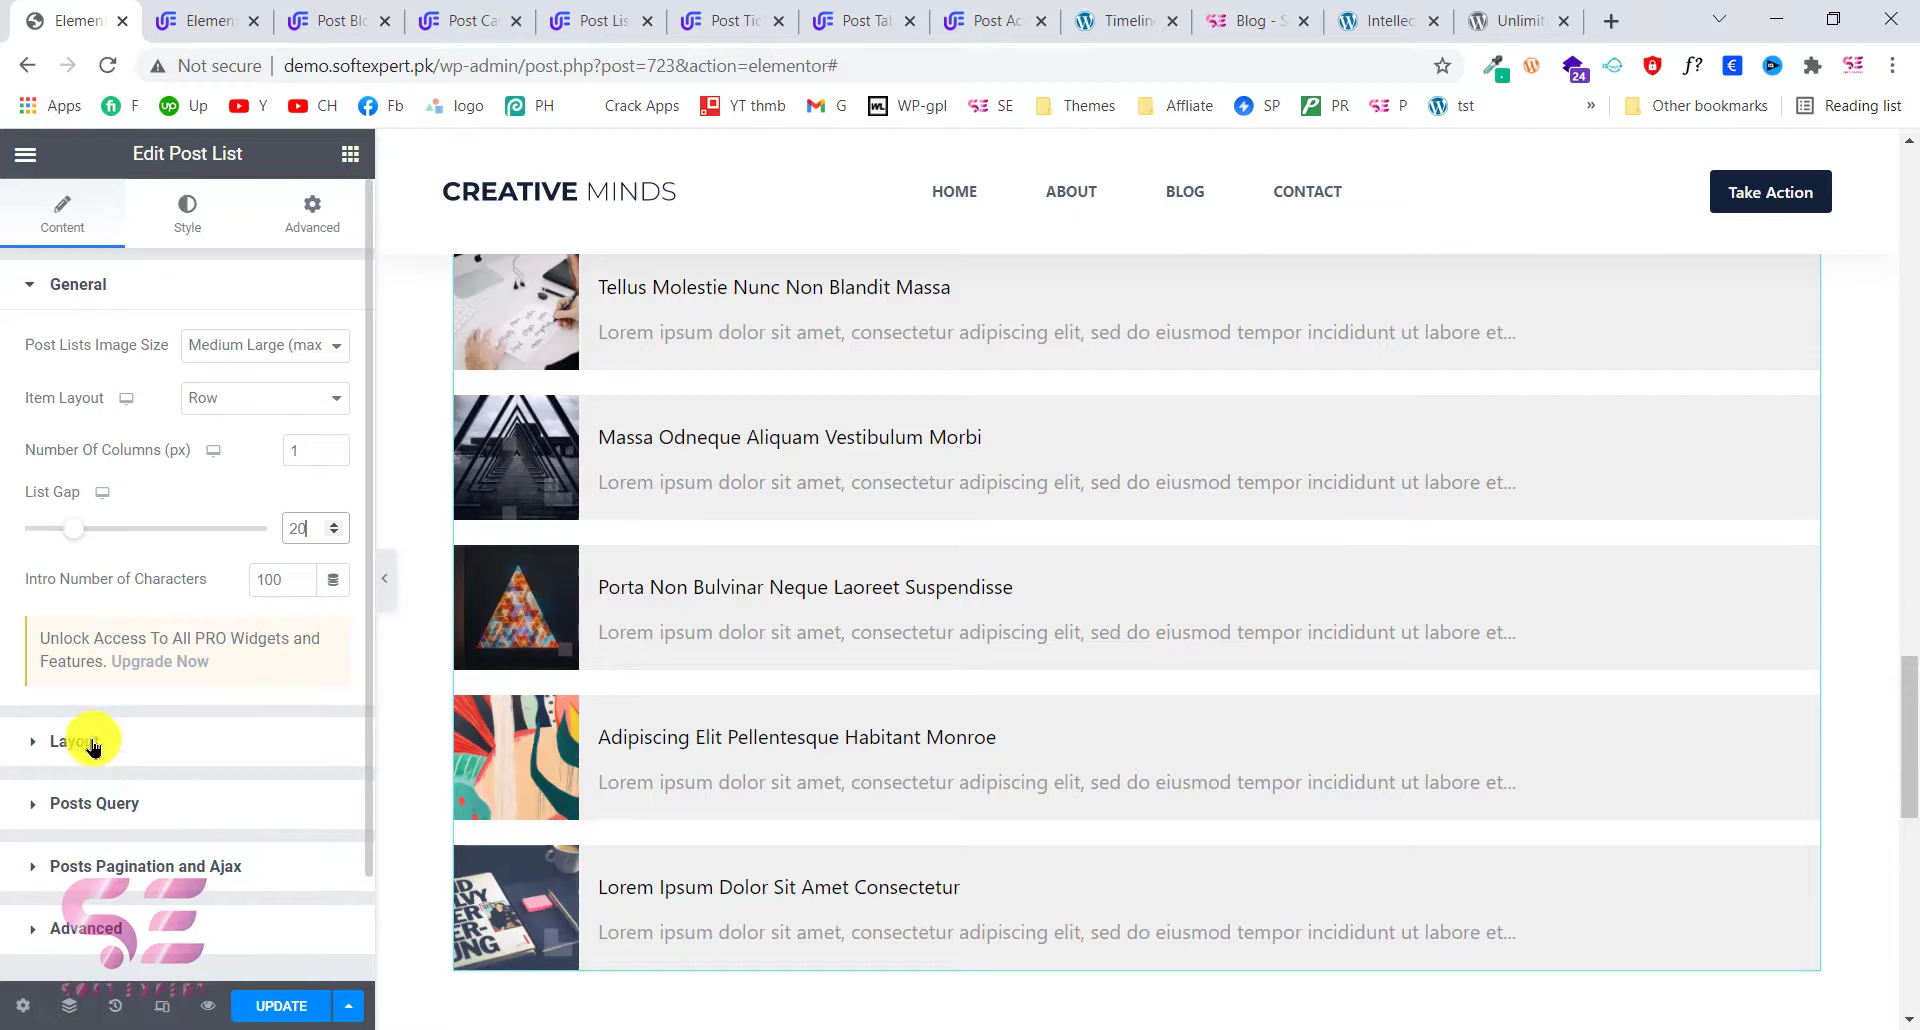 Elemen
Elemen
Post Bl
Post Ca
Post Lis
Post Tic
Post Tab
Post Ac
Timelin
Blog - S
Intellec
Unlimit
Not secure
demo.softexpert.pk/wp-admin/post.php?post=723&action=elementor#
24
f?
Apps
F
Up
Y
CH
Fb
logo
PH
Crack Apps
YT thmb
G
WP-gpl
SE
Themes
Affliate
SP
PR
P
tst
»
Other bookmarks
Reading list
Edit Post List
Content
Style
Advanced
General
Post Lists Image Size
Medium Large (max
Item Layout
Row
Number Of Columns (px)
1
List Gap
20
Intro Number of Characters
100
Unlock Access To All PRO Widgets and
Features. Upgrade Now
Layout
Posts Query
Posts Pagination and Ajax
Advanced
SE
SOFT EXPERT
UPDATE
CREATIVE MINDS
HOME
ABOUT
BLOG
CONTACT
Take Action
Tellus Molestie Nunc Non Blandit Massa
Lorem ipsum dolor sit amet, consectetur adipiscing elit, sed do eiusmod tempor incididunt ut labore et...
Massa Odneque Aliquam Vestibulum Morbi
Lorem ipsum dolor sit amet, consectetur adipiscing elit, sed do eiusmod tempor incididunt ut labore et...
Porta Non Bulvinar Neque Laoreet Suspendisse
Lorem ipsum dolor sit amet, consectetur adipiscing elit, sed do eiusmod tempor incididunt ut labore et...
Adipiscing Elit Pellentesque Habitant Monroe
Lorem ipsum dolor sit amet, consectetur adipiscing elit, sed do eiusmod tempor incididunt ut labore et...
Lorem Ipsum Dolor Sit Amet Consectetur
Lorem ipsum dolor sit amet, consectetur adipiscing elit, sed do eiusmod tempor incididunt ut labore et...